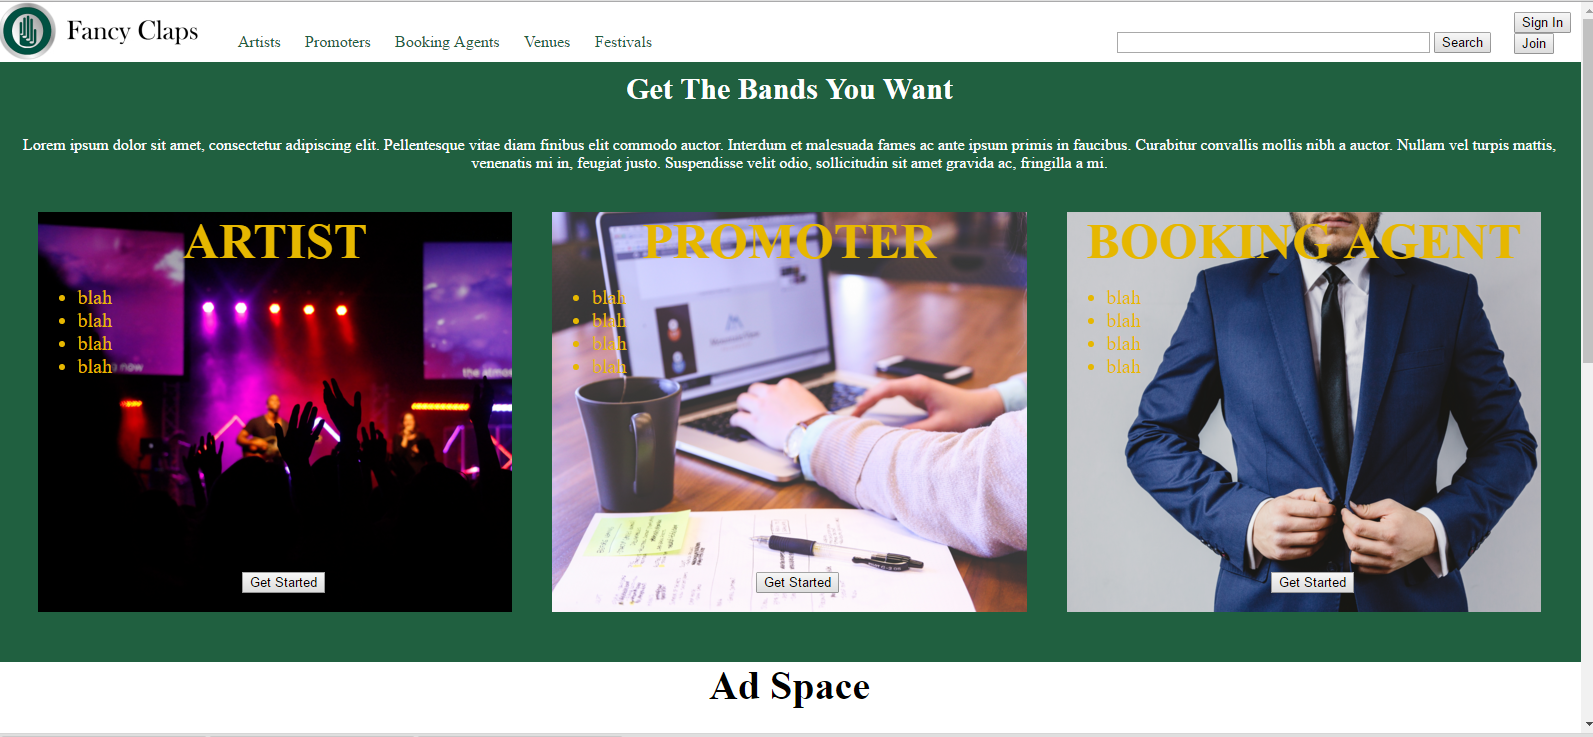 Fancy Claps
Artists Promoters Booking Agents Venues Festivals
Search
Sign In
Join
Get The Bands You Want
Lorem ipsum dolor sit amet, consectetur adipiscing elit. Pellentesque vitae diam finibus elit commodo auctor. Interdum et malesuada fames ac ante ipsum primis in faucibus. Curabitur convallis mollis nibh a auctor. Nullam vel turpis mattis,
venenatis mi in, feugiat justo. Suspendisse velit odio, sollicitudin sit amet gravida ac, fringilla a mi.
ARTIST
• blah
• blah
• blah
• blah
now
the atmos
Get Started
PROMOTER
• blah
• blah
• blah
• blah
Get Started
BOOKING AGENT
• blah
• blah
• blah
• blah
Get Started
Ad Space